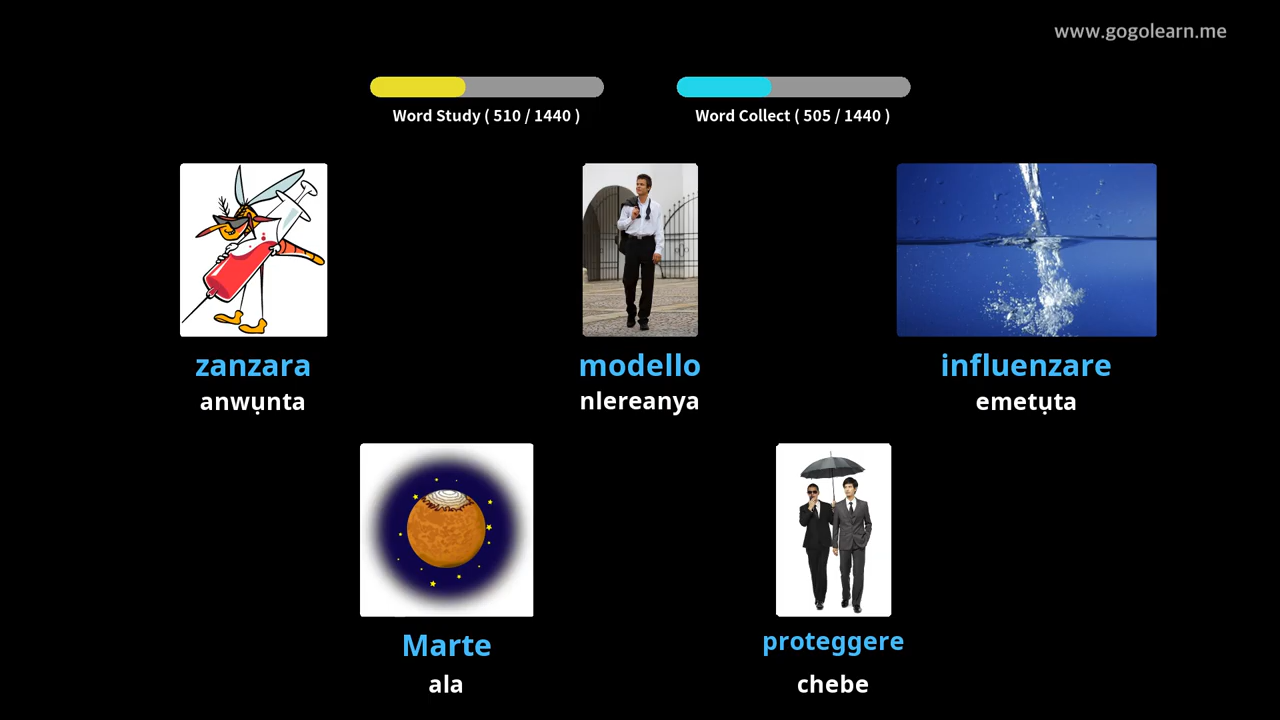 www.gogolearn.me
Word Study ( 510 / 1440 )
Word Collect ( 505 / 1440 )
zanzara
anwụnta
modello
nlereanya
influenzare
emetụta
Marte
ala
proteggere
chebe